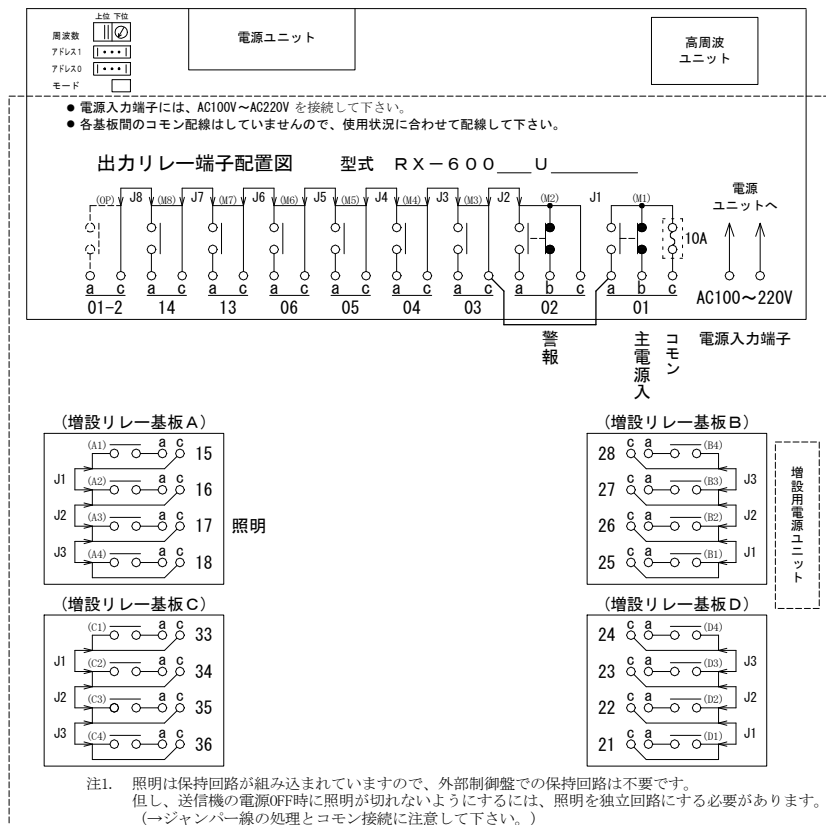 上位 下位
周波数
アドレス1
アドレス0
モード
電源ユニット
高周波
ユニット
● 電源入力端子には、AC100V～AC220V を接続して下さい。
● 各基板間のコモン配線はしていませんので、使用状況に合わせて配線して下さい。
出力リレー端子配置図 型式 RX－600___U________
電源
ユニットへ
(OP) J8 (M8) J7 (M7) J6 (M6) J5 (M5) J4 (M4) J3 (M3) J2 (M2) J1 (M1)
10A
a c a c a c a c a c a c a c a b c a b c
01-2 14 13 06 05 04 03 02 01
AC100～220V
警報
主電源入
コモン
電源入力端子
(増設リレー基板A)
(A1) a c 15
J1 (A2) a c 16
J2 (A3) a c 17 照明
J3 (A4) a c 18
(増設リレー基板B)
28 c a (B4)
27 c a (B3) J3
26 c a (B2) J2
25 c a (B1) J1
増設用電源ユニット
(増設リレー基板C)
(C1) a c 33
J1 (C2) a c 34
J2 (C3) a c 35
J3 (C4) a c 36
(増設リレー基板D)
24 c a (D4)
23 c a (D3) J3
22 c a (D2) J2
21 c a (D1) J1
注1. 照明は保持回路が組み込まれていますので、外部制御盤での保持回路は不要です。
但し、送信機の電源OFF時に照明が切れないようにするには、照明を独立回路にする必要があります。
(→ジャンパー線の処理とコモン接続に注意して下さい。)